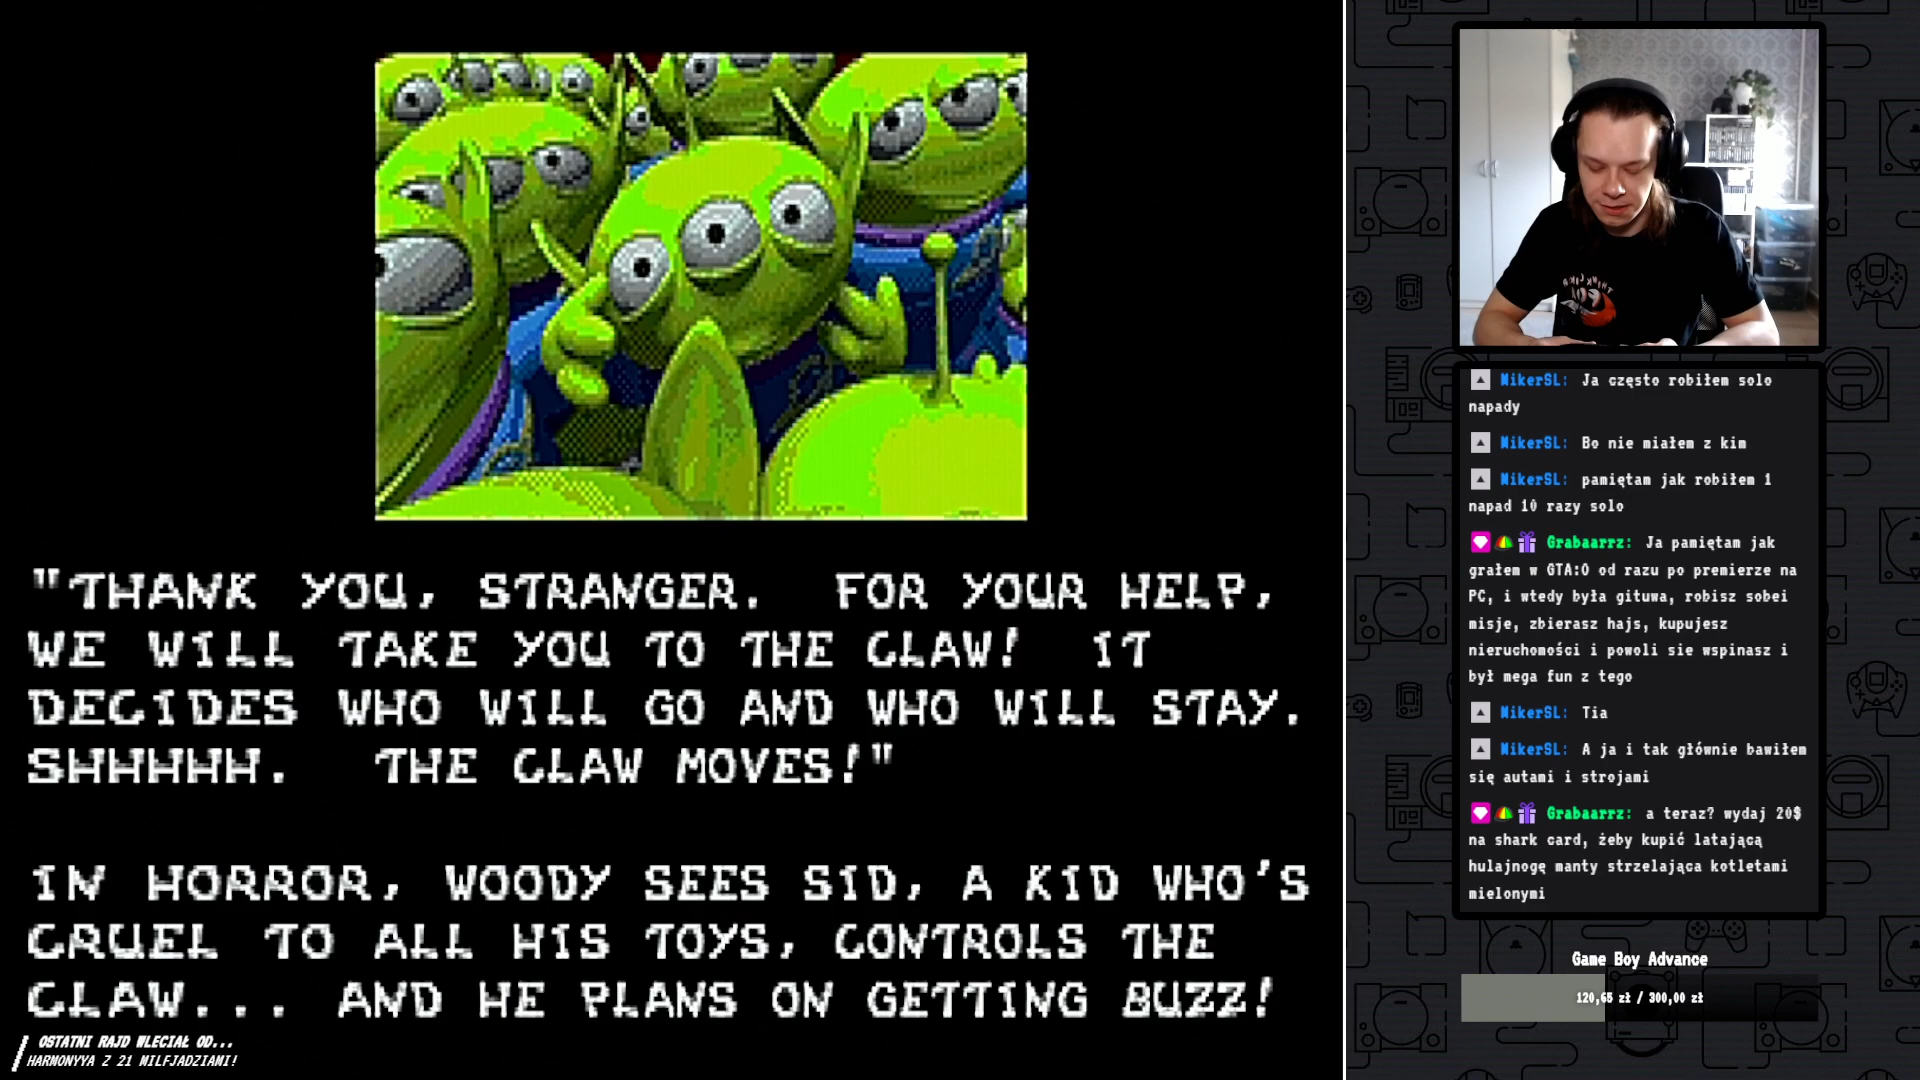 "THANK YOU, STRANGER. FOR YOUR HELP,
WE WILL TAKE YOU TO THE CLAW! IT
DECIDES WHO WILL GO AND WHO WILL STAY.
SHHHHH. THE CLAW MOVES!"
IN HORROR, WOODY SEES SID, A KID WHO'S
CRUEL TO ALL HIS TOYS, CONTROLS THE
CLAW... AND HE PLANS ON GETTING BUZZ!
OSTATNI RAJD WLECIAŁ OD...
HARMONYYA Z 21 MILFJADZIAMI!
NikerSL: Ja często robiłem solo
napady
NikerSL: Bo nie miałem z kim
NikerSL: pamiętam jak robiłem 1
napad 10 razy solo
Grabaarrz: Ja pamiętam jak
grałem w GTA:O od razu po premierze na
PC, i wtedy była gituwa, robisz sobei
misje, zbierasz hajs, kupujesz
nieruchomości i powoli sie wspinasz i
był mega fun z tego
NikerSL: Tia
NikerSL: A ja i tak głównie bawiłem
się autami i strojami
Grabaarrz: a teraz? wydaj 20$
na shark card, żeby kupić latającą
hulajnogę manty strzelająca kotletami
mielonymi
Game Boy Advance
120,65 zł / 300,00 zł